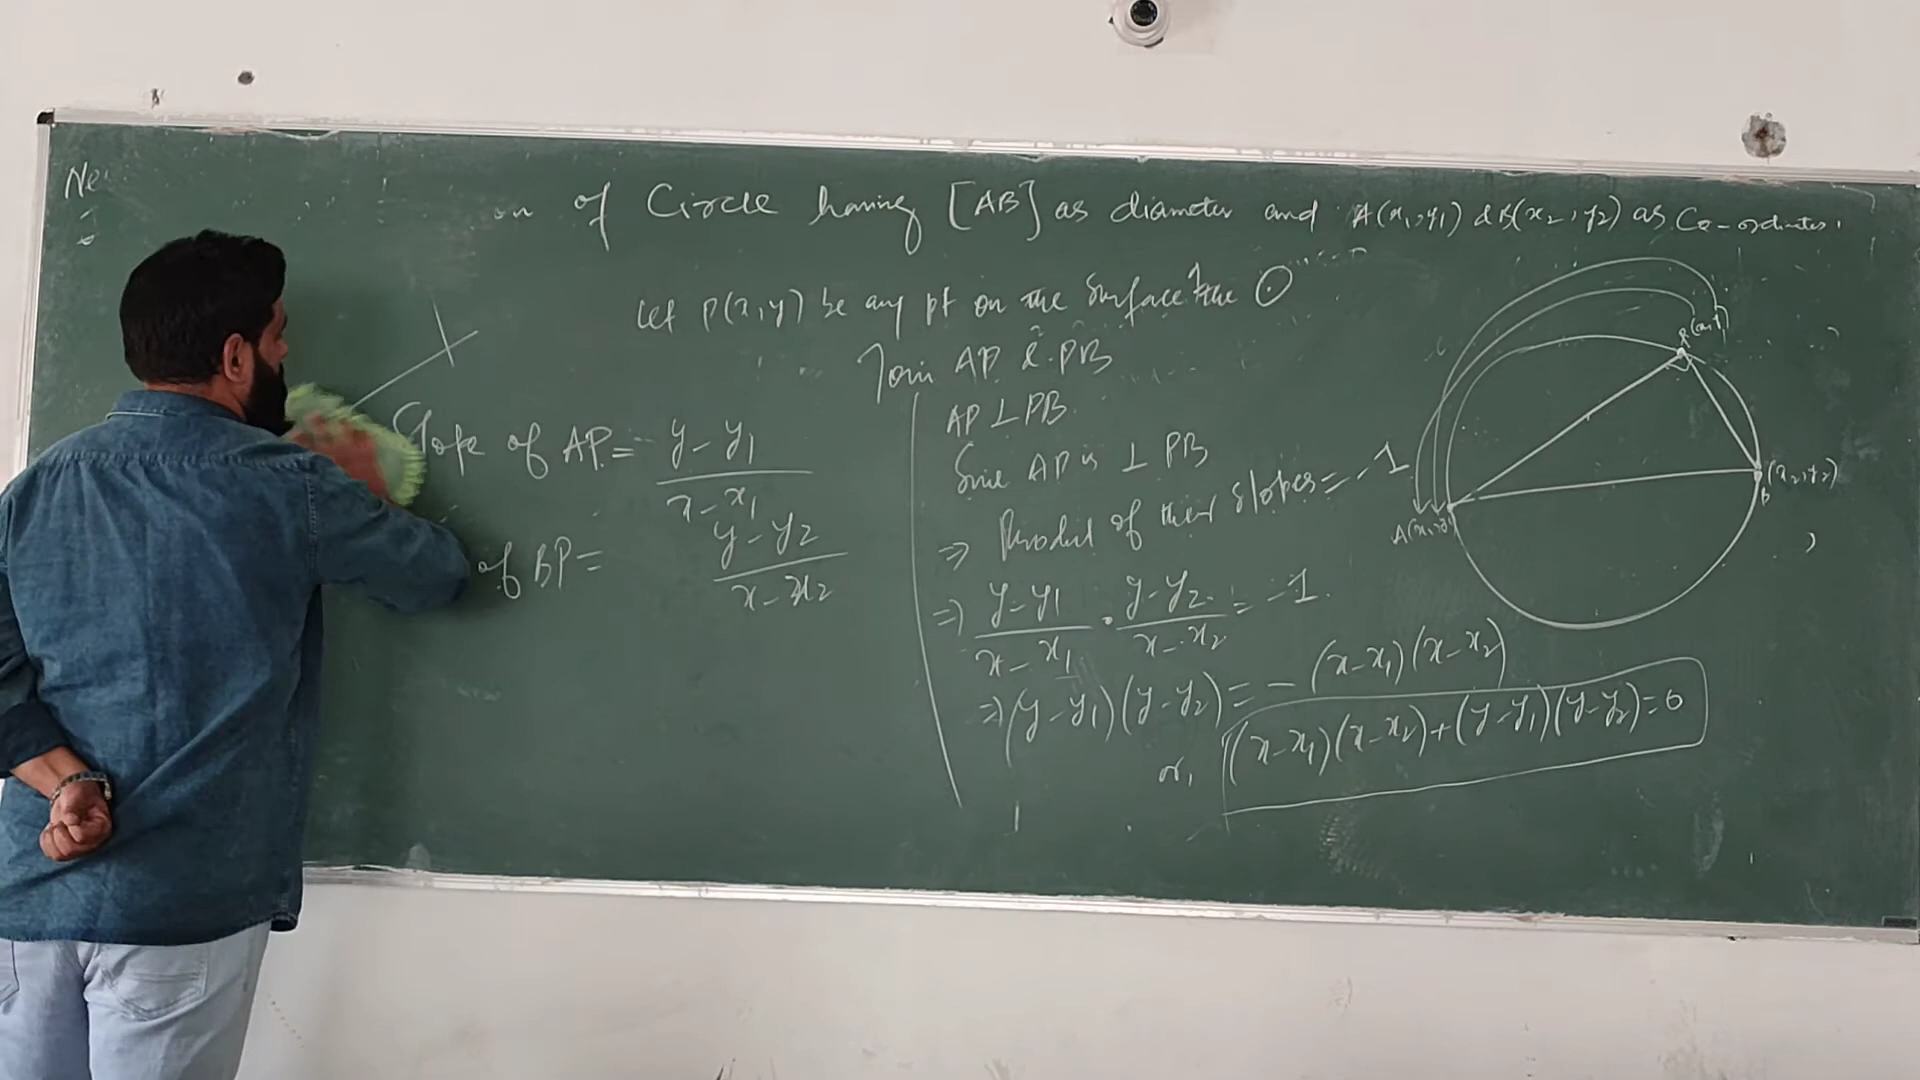 Ne
on of Circle having [AB] as diameter and A(x₁,y₁) & B(x₂,y₂) as Co-ordinates.
Let P(x,y) be any pt on the surface of the ⊙
Join AP & PB
Slope of AP = y-y₁ / x-x₁
of BP = y-y₂ / x-x₂
AP ⊥ PB
Sine AP is ⊥ PB
⇒ Product of their slopes = -1
⇒ y-y₁ / x-x₁ · y-y₂ / x-x₂ = -1
⇒ (y-y₁)(y-y₂) = -(x-x₁)(x-x₂)
or, (x-x₁)(x-x₂)+(y-y₁)(y-y₂)=0
(x₂,y₂)
B